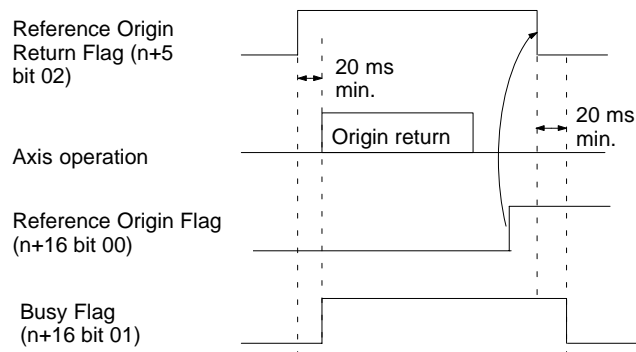 Reference Origin
Return Flag (n+5
bit 02)
20 ms
min.
20 ms
min.
Origin return
Axis operation
Reference Origin Flag
(n+16 bit 00)
Busy Flag
(n+16 bit 01)